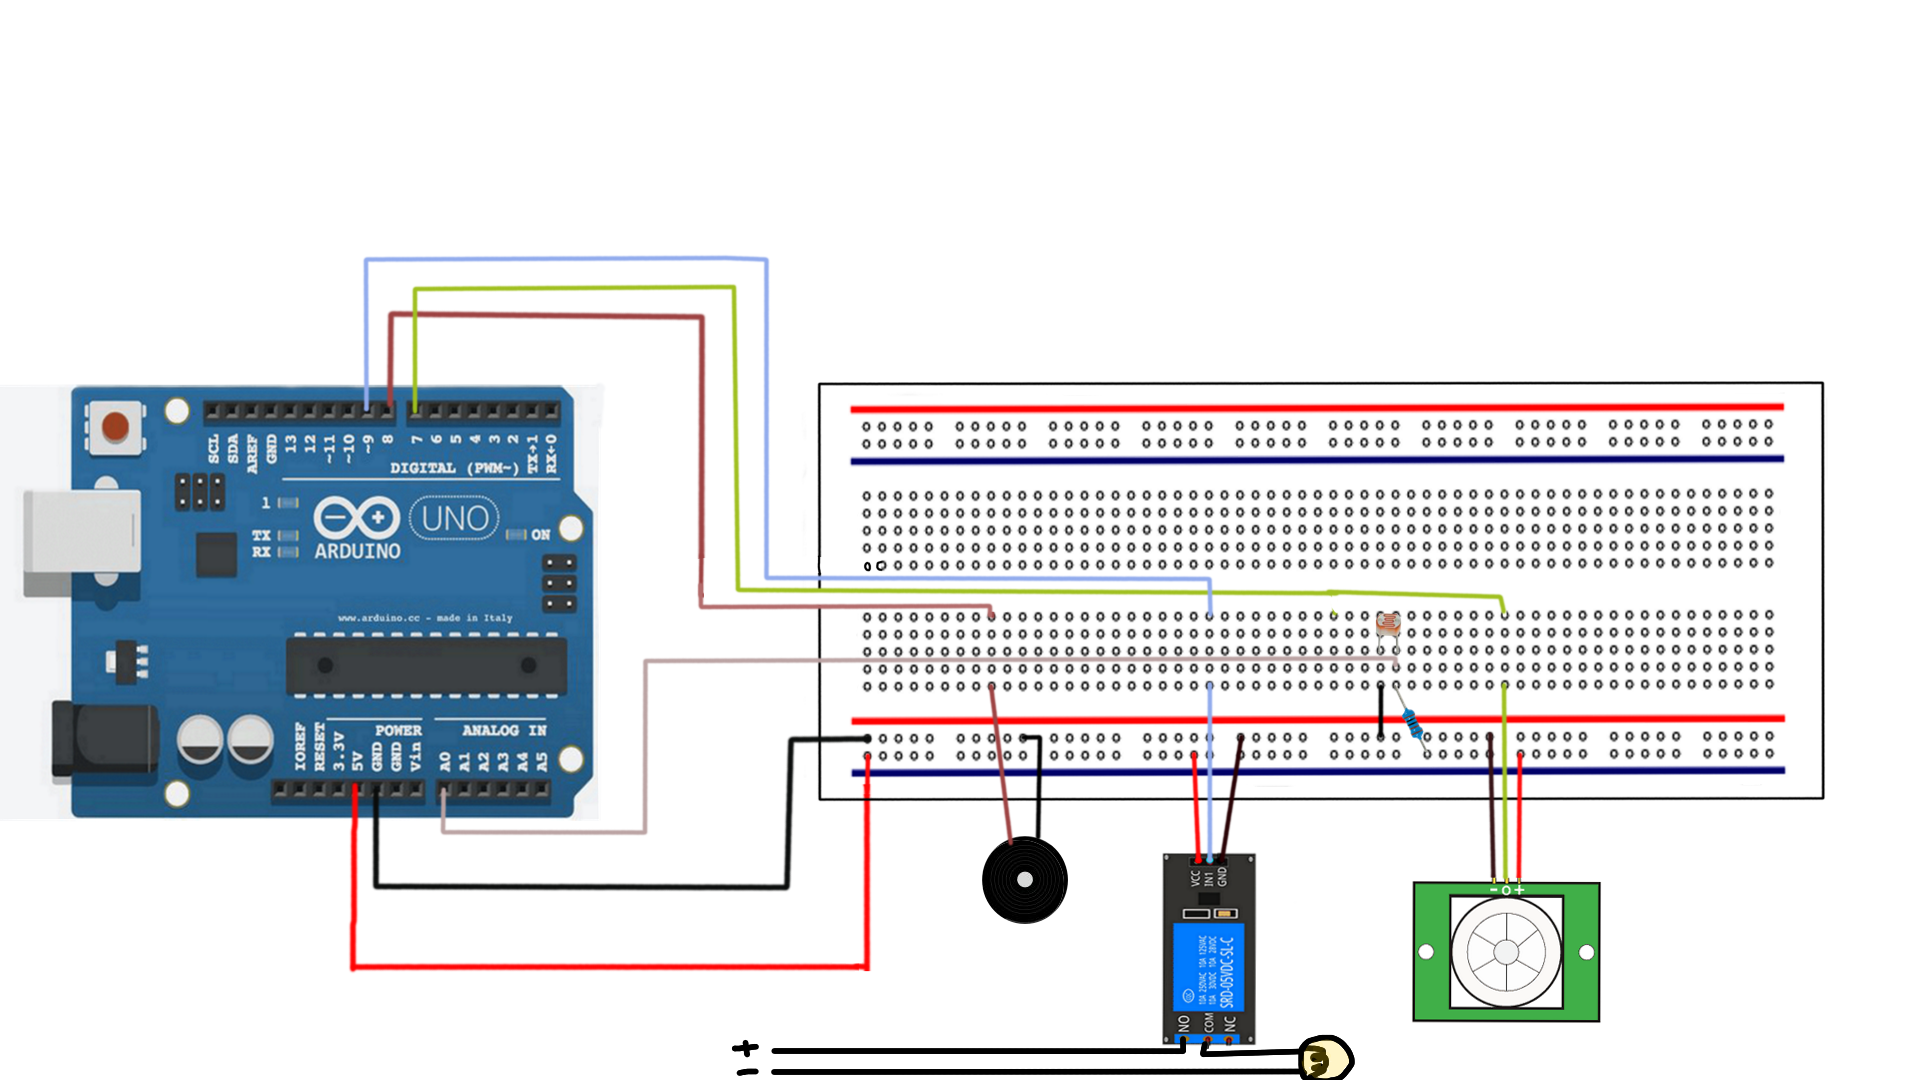 SCL
SDA
AREF
GND
13
12
~11
~10
~9
8
7
6
5
4
3
2
TX→1
RX←0
DIGITAL (PWM~)
1
TX
RX
UNO
ON
ARDUINO
www.arduino.cc - made in Italy
POWER
ANALOG IN
IOREF
RESET
3.3V
5V
GND
GND
Vin
A0
A1
A2
A3
A4
A5
VCC
IN1
GND
10A 250VAC 10A 125VAC
10A 30VDC 10A 28VDC
SRD-05VDC-SL-C
NO
COM
NC
- O +
+
-